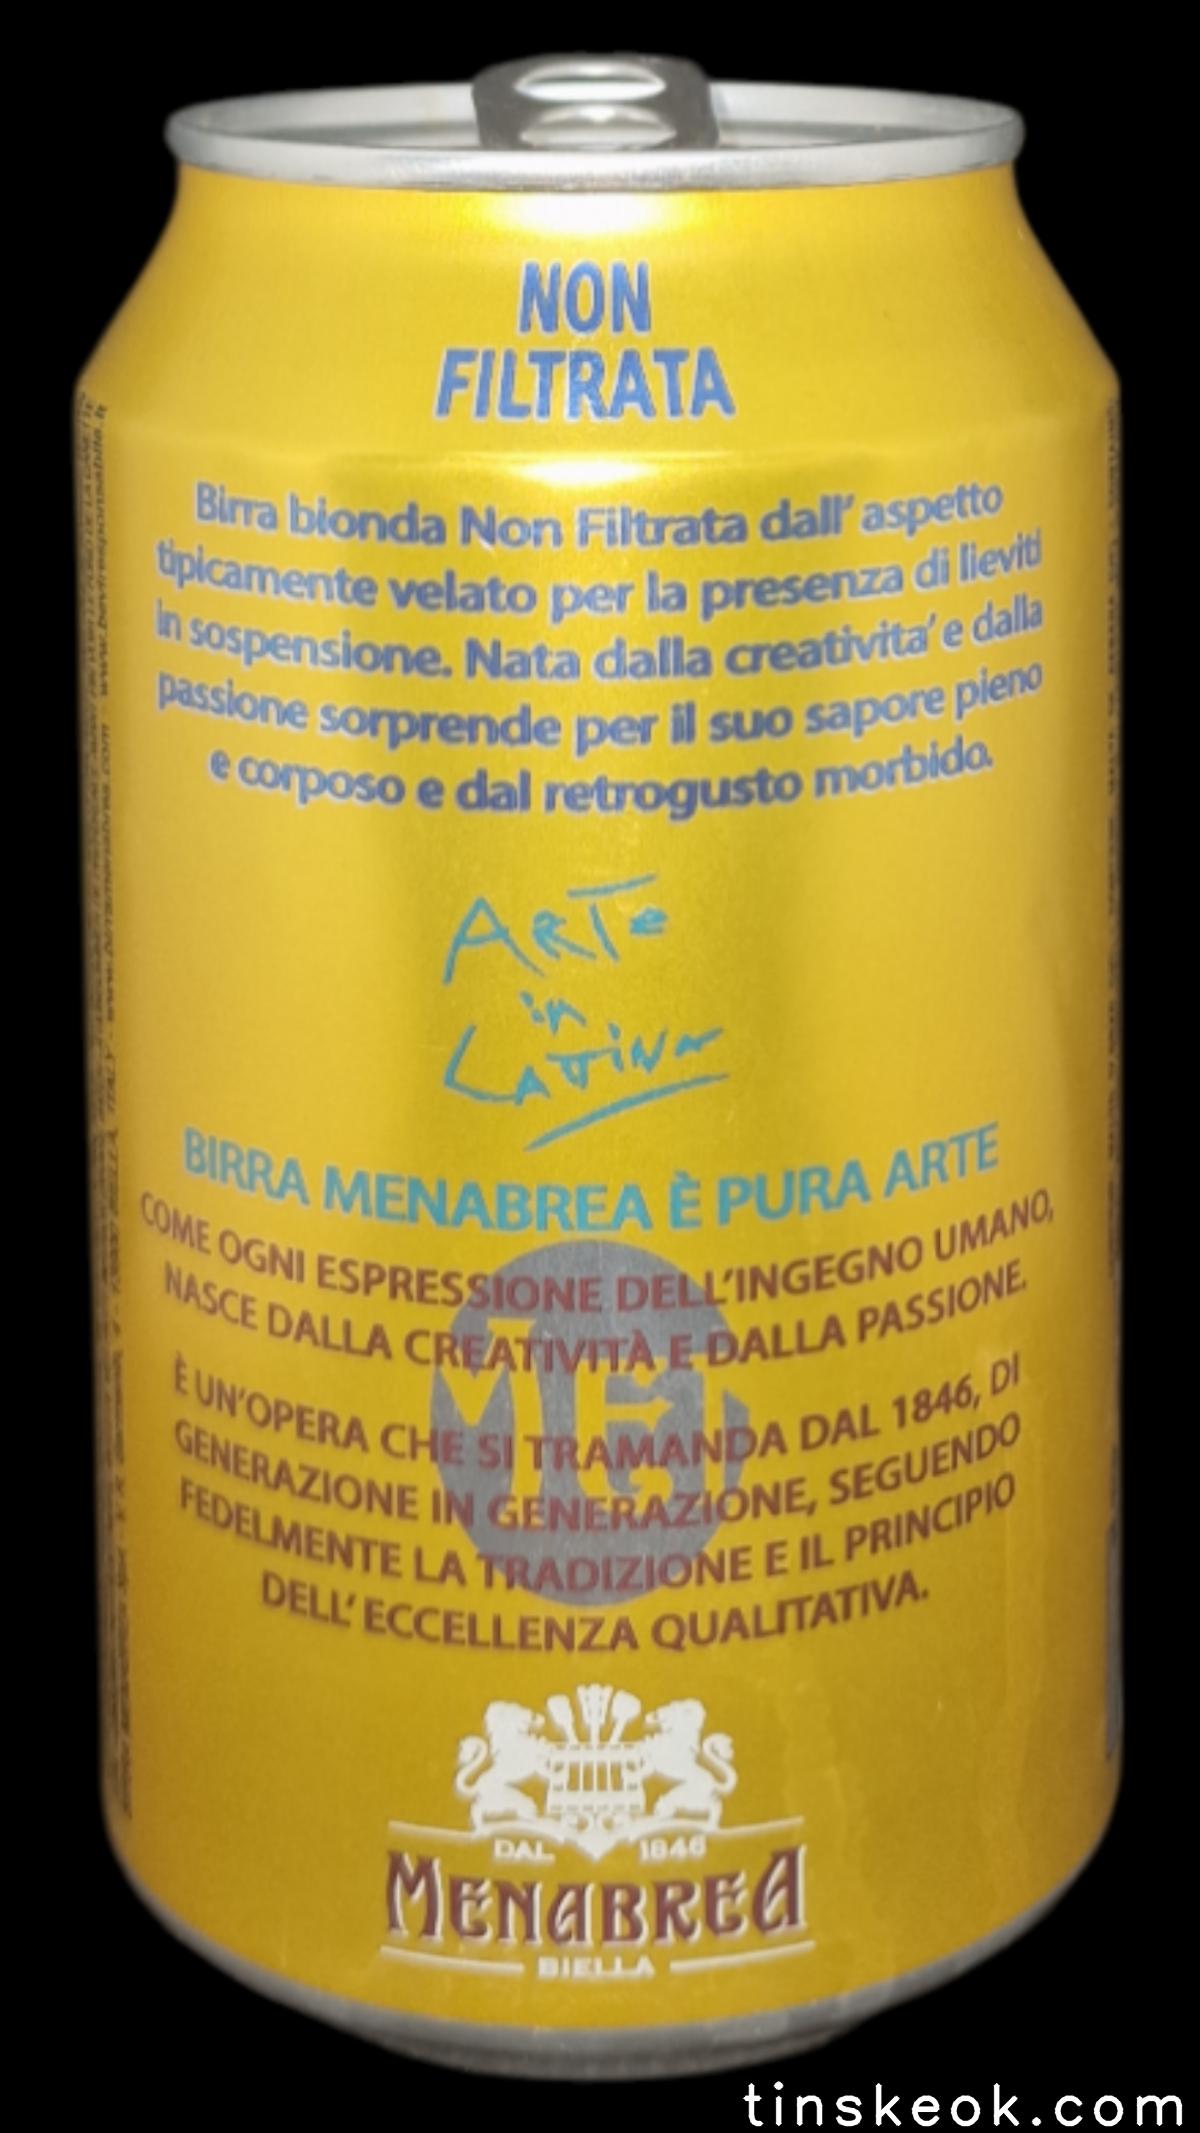 NON
FILTRATA
Birra bionda Non Filtrata dall' aspetto
tipicamente velato per la presenza di lieviti
in sospensione. Nata dalla creativita' e dalla
passione sorprende per il suo sapore pieno
e corposo e dal retrogusto morbido.
ARTe
in
LATTINA
BIRRA MENABREA È PURA ARTE
COME OGNI ESPRESSIONE DELL'INGEGNO UMANO,
NASCE DALLA CREATIVITÀ E DALLA PASSIONE.
È UN'OPERA CHE SI TRAMANDA DAL 1846, DI
GENERAZIONE IN GENERAZIONE, SEGUENDO
FEDELMENTE LA TRADIZIONE E IL PRINCIPIO
DELL' ECCELLENZA QUALITATIVA.
DAL 1846
MENABREA
BIELLA
tinskeok.com